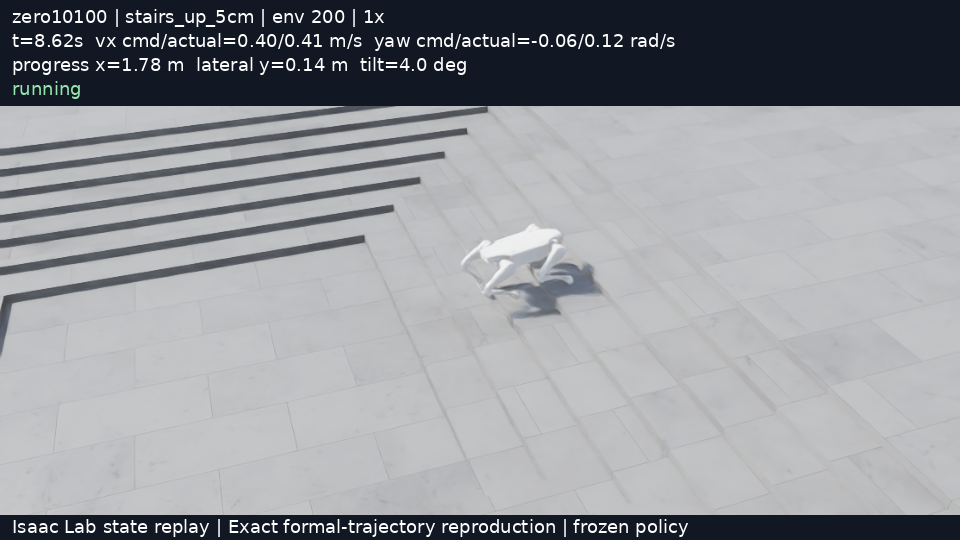 zero10100 | stairs_up_5cm | env 200 | 1x
t=8.62s  vx cmd/actual=0.40/0.41 m/s  yaw cmd/actual=-0.06/0.12 rad/s
progress x=1.78 m  lateral y=0.14 m  tilt=4.0 deg
running
Isaac Lab state replay | Exact formal-trajectory reproduction | frozen policy